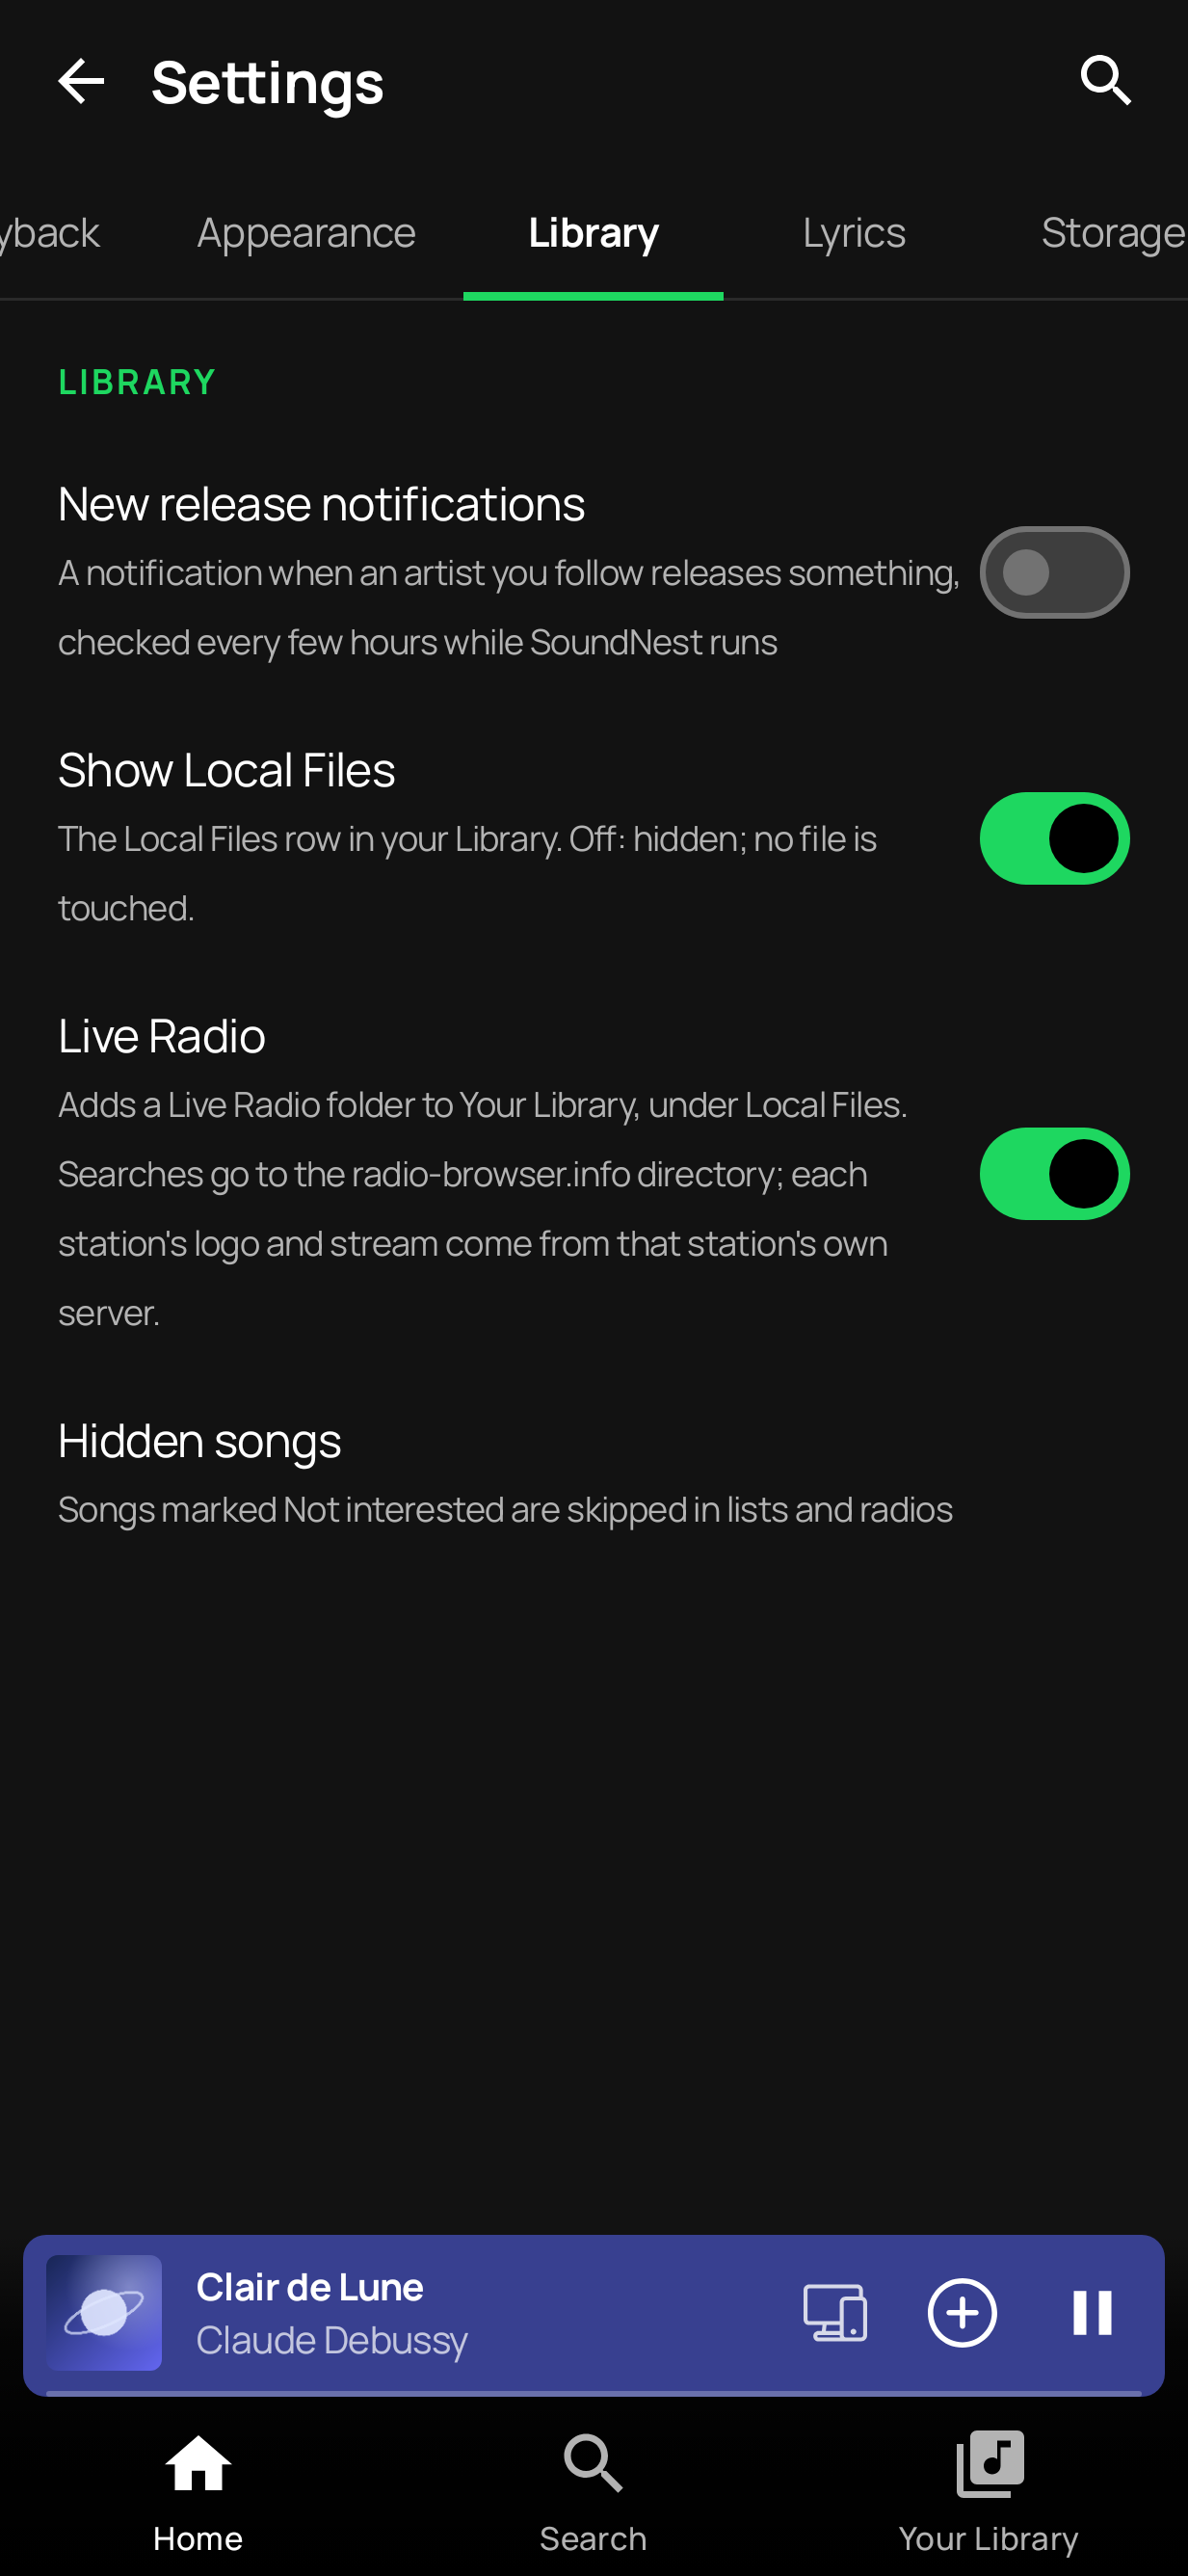 Settings
yback Appearance Library Lyrics Storage
LIBRARY
New release notifications
A notification when an artist you follow releases something,
checked every few hours while SoundNest runs
Show Local Files
The Local Files row in your Library. Off: hidden; no file is
touched.
Live Radio
Adds a Live Radio folder to Your Library, under Local Files.
Searches go to the radio-browser.info directory; each
station's logo and stream come from that station's own
server.
Hidden songs
Songs marked Not interested are skipped in lists and radios
Clair de Lune
Claude Debussy
Home Search Your Library